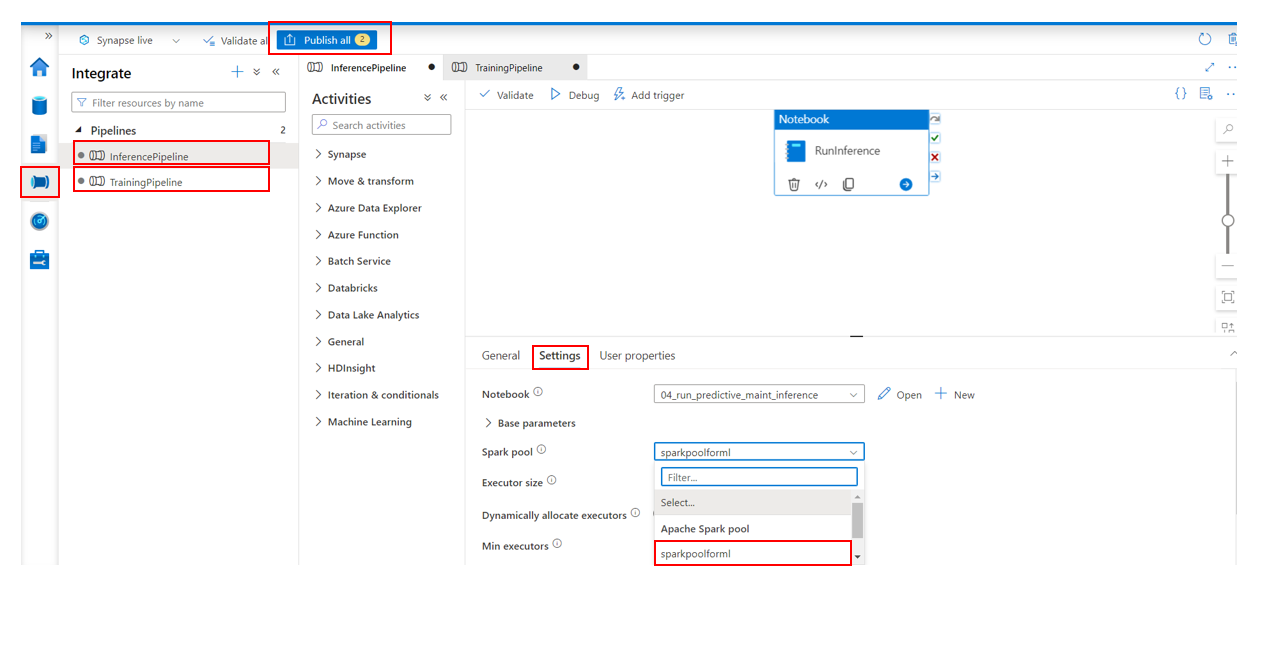 Synapse live
Validate al
Publish all 2
Integrate
Filter resources by name
Pipelines 2
InferencePipeline
TrainingPipeline
InferencePipeline
TrainingPipeline
Activities
Search activities
Synapse
Move & transform
Azure Data Explorer
Azure Function
Batch Service
Databricks
Data Lake Analytics
General
HDInsight
Iteration & conditionals
Machine Learning
Validate
Debug
Add trigger
Notebook
RunInference
General
Settings
User properties
Notebook
04_run_predictive_maint_inference
Open
New
Base parameters
Spark pool
sparkpoolforml
Filter...
Select...
Apache Spark pool
sparkpoolforml
Executor size
Dynamically allocate executors
Min executors